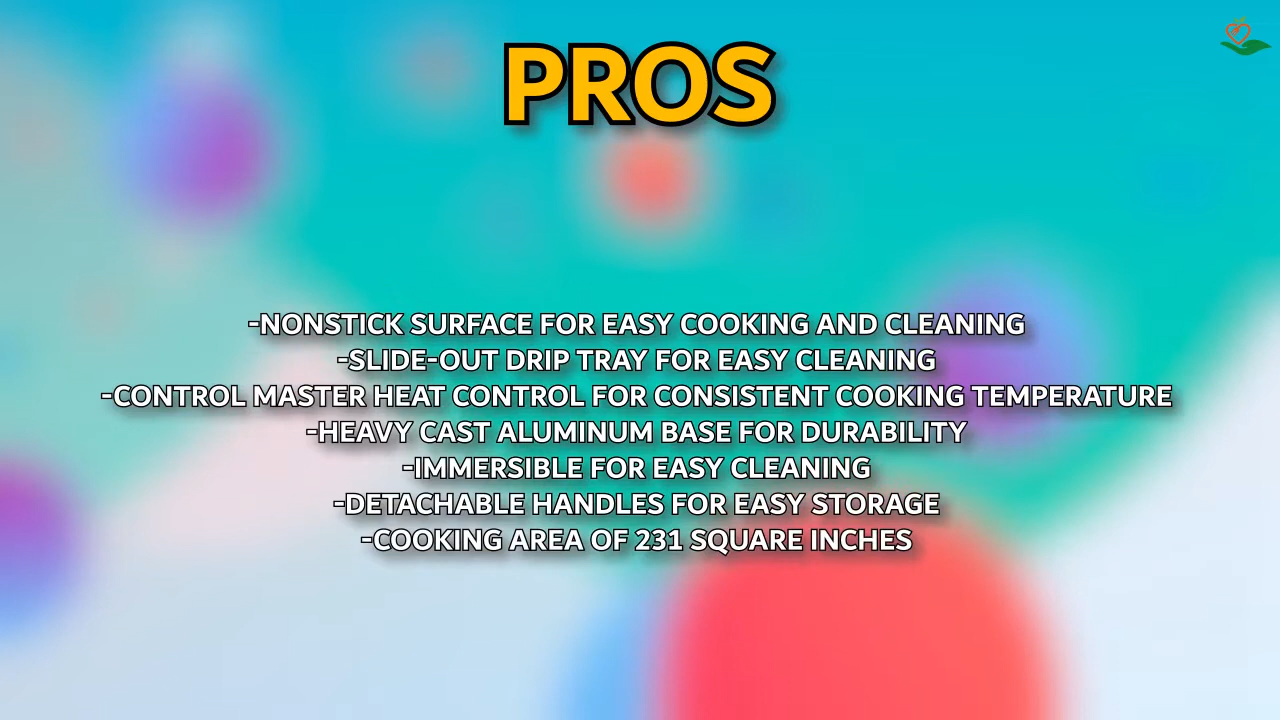 PROS
-NONSTICK SURFACE FOR EASY COOKING AND CLEANING
-SLIDE-OUT DRIP TRAY FOR EASY CLEANING
-CONTROL MASTER HEAT CONTROL FOR CONSISTENT COOKING TEMPERATURE
-HEAVY CAST ALUMINUM BASE FOR DURABILITY
-IMMERSIBLE FOR EASY CLEANING
-DETACHABLE HANDLES FOR EASY STORAGE
-COOKING AREA OF 231 SQUARE INCHES